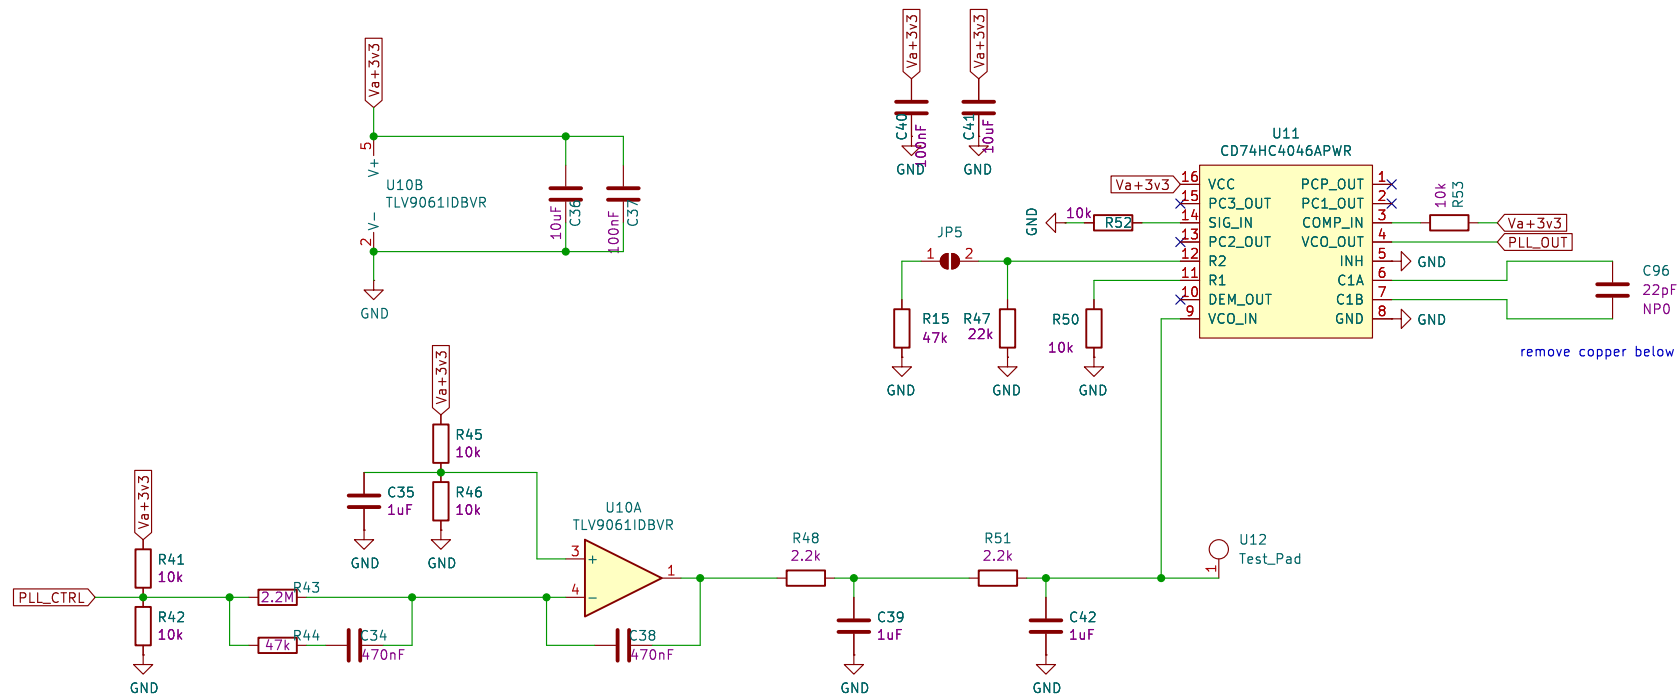 Va+3v3
5
V+
U10B
TLV9061IDBVR
V-
2
10uF
C36
100nF
C37
GND
Va+3v3
C40
100nF
GND
Va+3v3
C41
10uF
GND
U11
CD74HC4046APWR
Va+3v3
16
VCC
15
PC3_OUT
14
SIG_IN
13
PC2_OUT
12
R2
11
R1
10
DEM_OUT
9
VCO_IN
PCP_OUT
1
PC1_OUT
2
COMP_IN
3
VCO_OUT
4
INH
5
C1A
6
C1B
7
GND
8
GND
10k
R52
10k
R53
Va+3v3
PLL_OUT
GND
GND
C96
22pF
NP0
remove copper below
JP5
1
2
R15
47k
GND
R47
22k
GND
R50
10k
GND
Va+3v3
R45
10k
R46
10k
GND
C35
1uF
GND
Va+3v3
R41
10k
PLL_CTRL
R42
10k
GND
R43
2.2M
R44
47k
C34
470nF
U10A
TLV9061IDBVR
3
+
4
−
1
C38
470nF
R48
2.2k
C39
1uF
GND
R51
2.2k
C42
1uF
GND
U12
Test_Pad
1